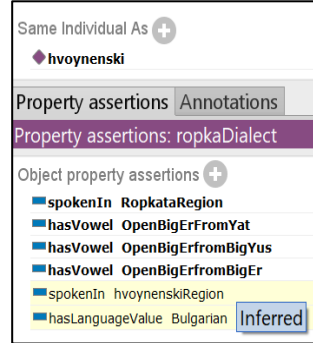 Same Individual As
hvoynenski
Property assertions Annotations
Property assertions: ropkaDialect
Object property assertions
spokenIn RopkataRegion
hasVowel OpenBigErFromYat
hasVowel OpenBigErfromBigYus
hasVowel OpenBigErfromBigEr
spokenIn hvoynenskiRegion
hasLanguageValue Bulgarian Inferred